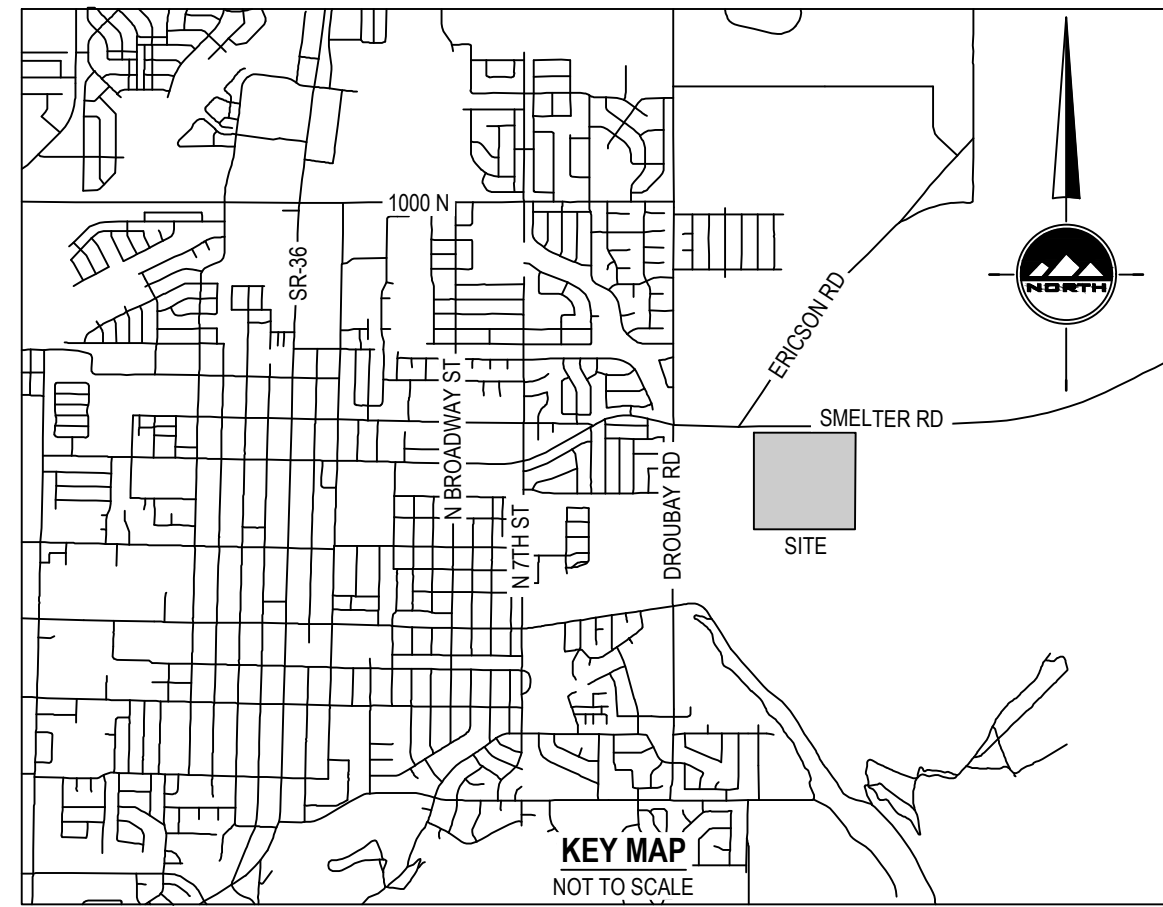 1000 N
SR-36
ERICSON RD
NORTH
N BROADWAY ST
SMELTER RD
DROUBAY RD
N 7TH ST
SITE
KEY MAP
NOT TO SCALE